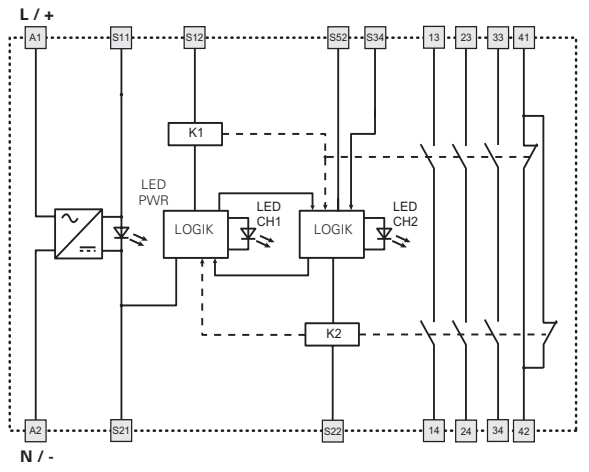 L / +
A1 S11 S12 S52 S34 13 23 33 41
K1
LED
PWR
LED
CH1
LED
CH2
LOGIK LOGIK
K2
A2 S21 S22 14 24 34 42
N / -